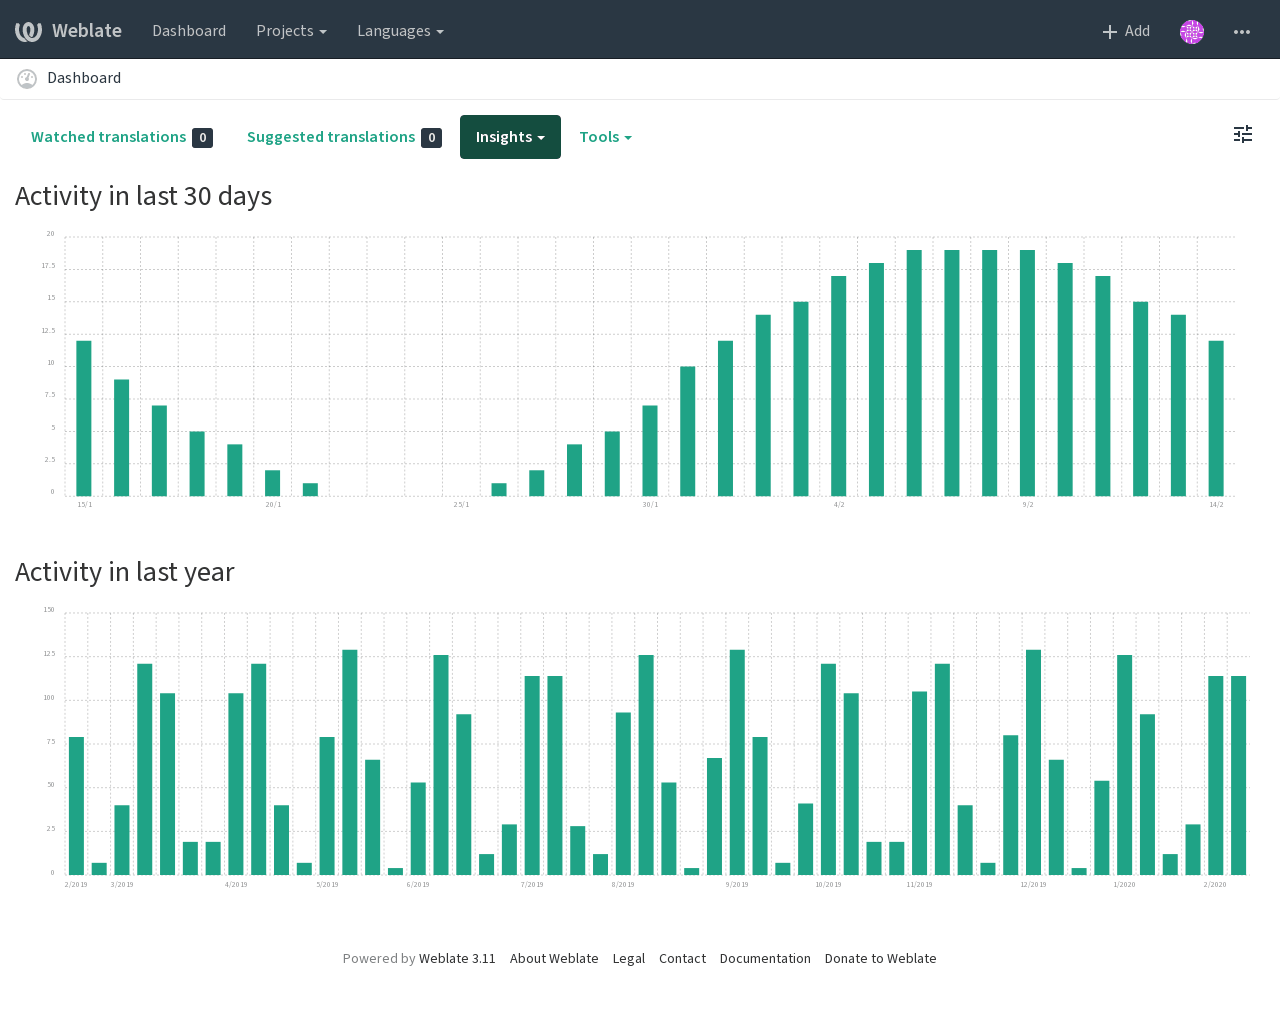 Weblate Dashboard Projects Languages Add
Dashboard
Watched translations 0 Suggested translations 0 Insights Tools
Activity in last 30 days
20
17.5
15
12.5
10
7.5
5
2.5
0
15/1 20/1 25/1 30/1 4/2 9/2 14/2
Activity in last year
150
125
100
75
50
25
0
2/2019 3/2019 4/2019 5/2019 6/2019 7/2019 8/2019 9/2019 10/2019 11/2019 12/2019 1/2020 2/2020
Powered by Weblate 3.11 About Weblate Legal Contact Documentation Donate to Weblate